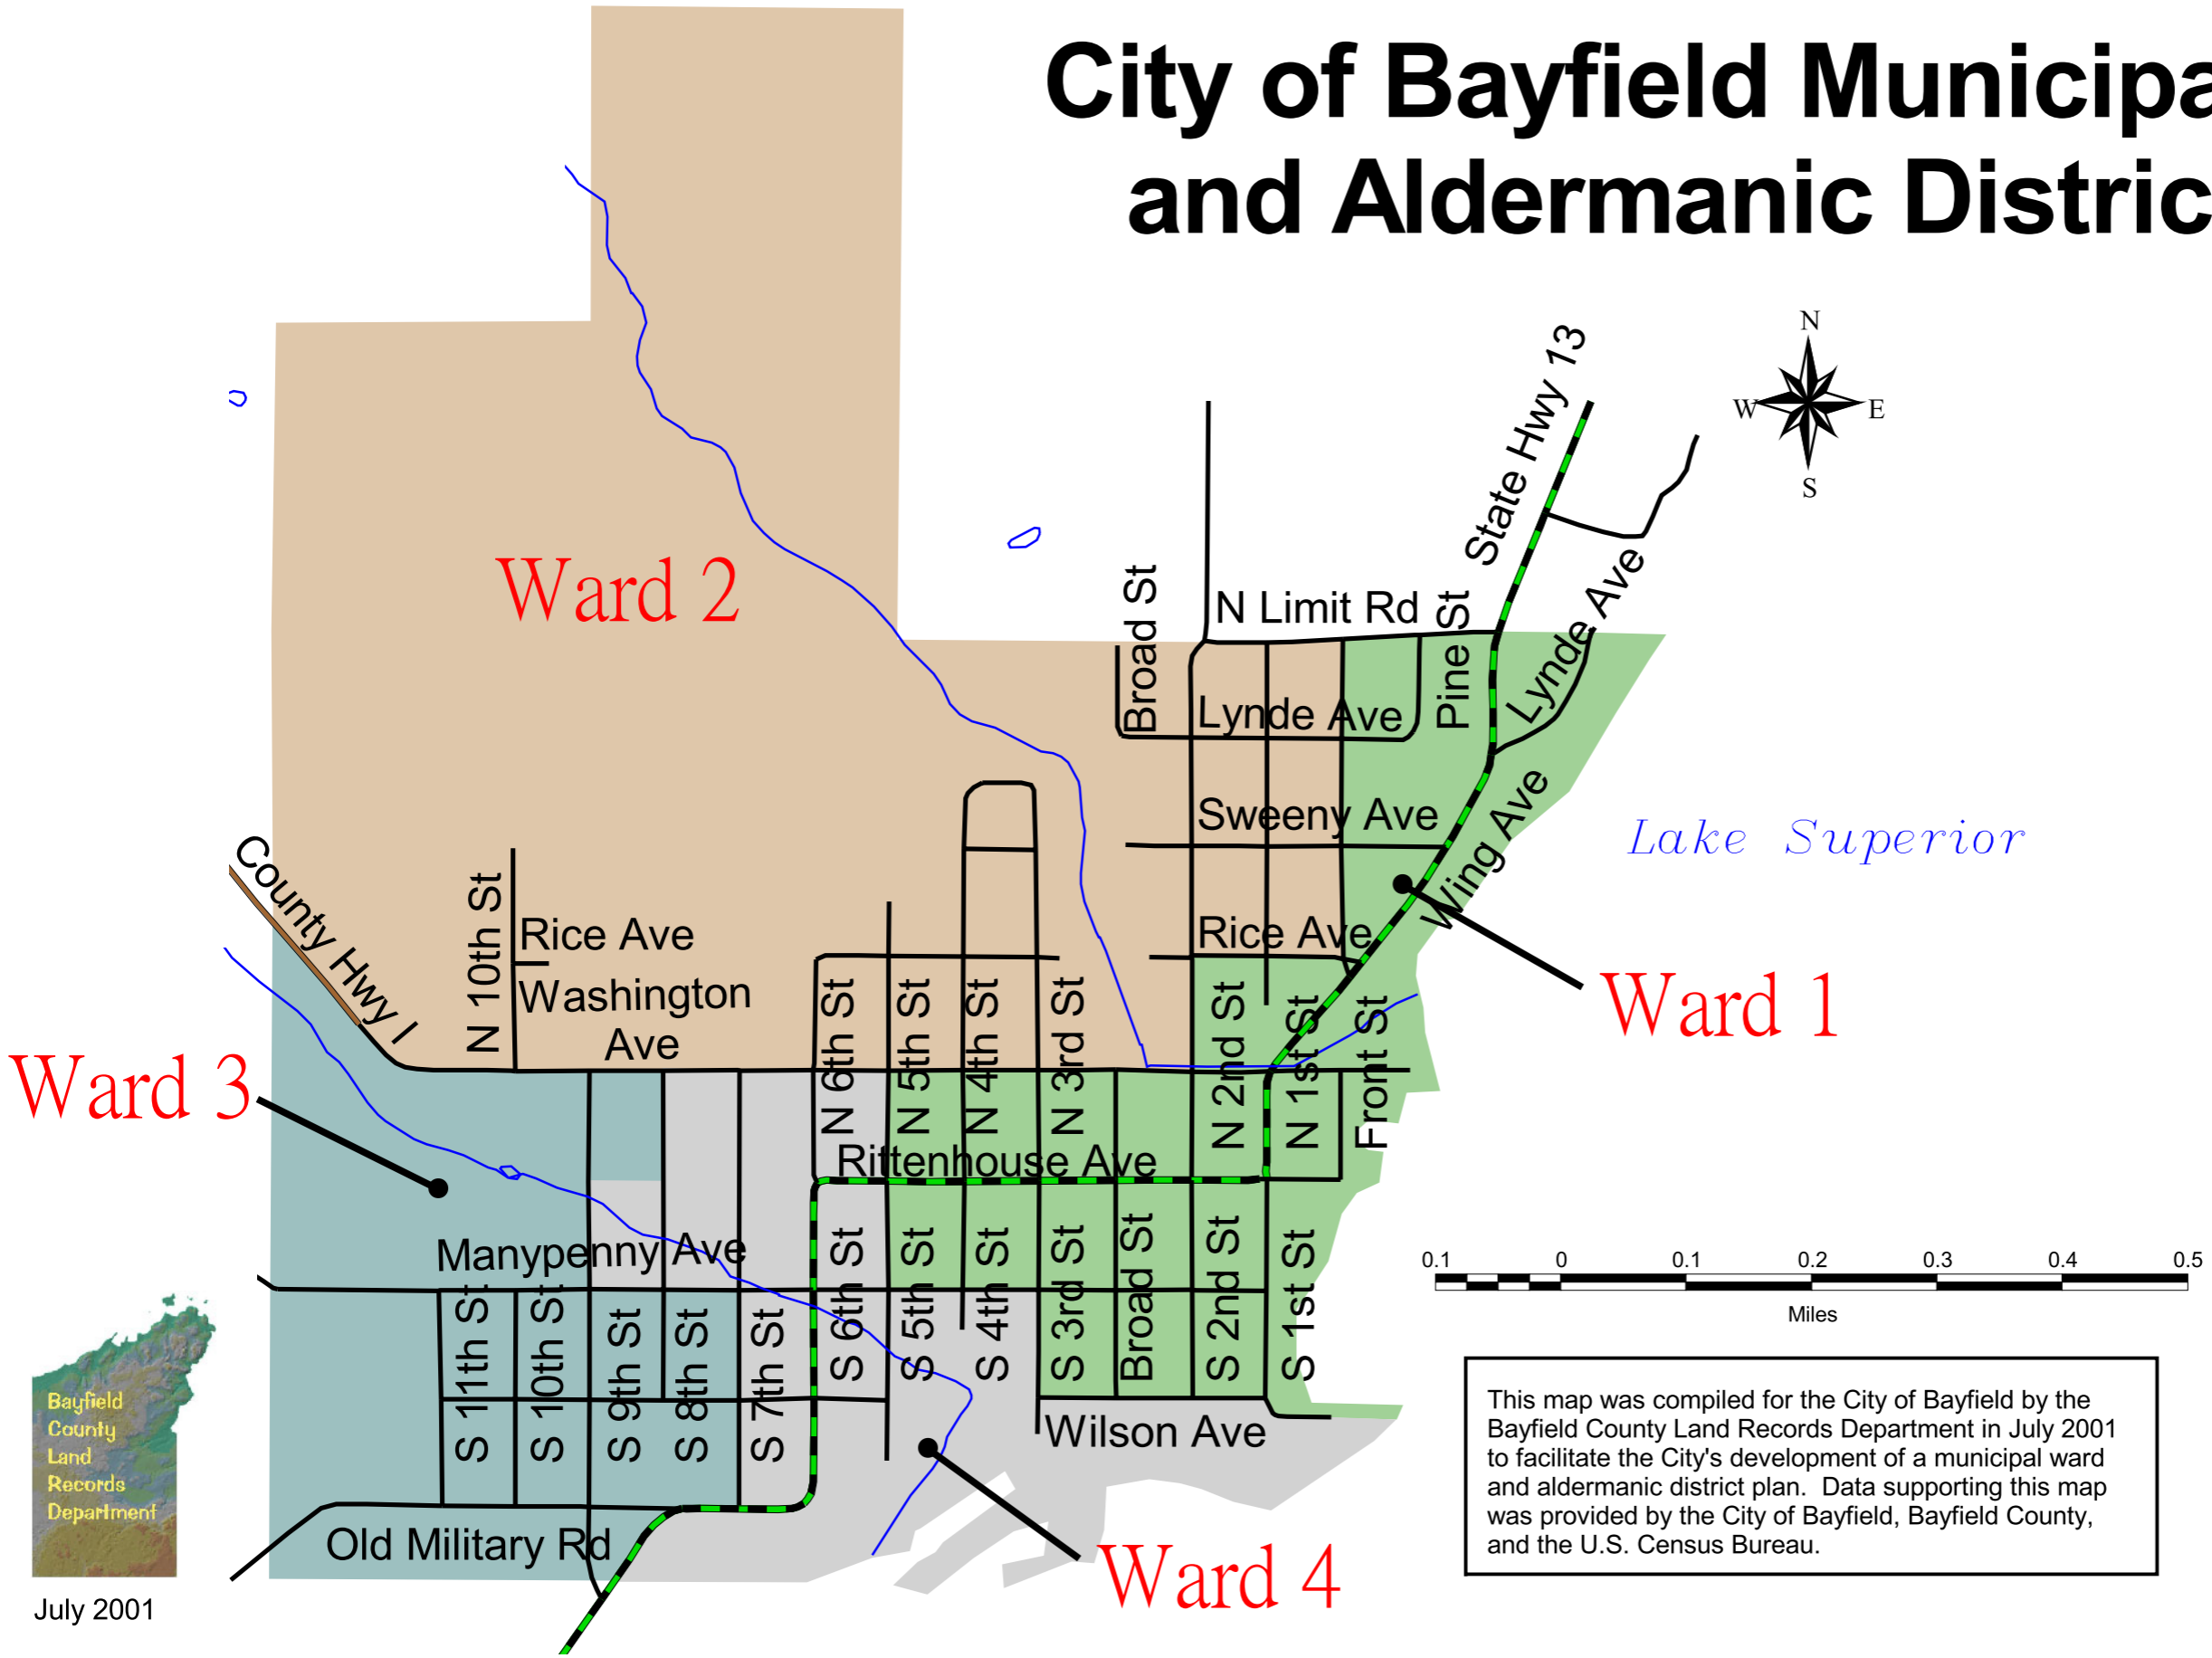 City of Bayfield Municipa
and Aldermanic Distric
N
W
E
S
State Hwy 13
Ward 2
Broad St
N Limit Rd
Pine St
Lynde Ave
Lynde Ave
Sweeny Ave
Wing Ave
Lake Superior
County Hwy I
N 10th St
Rice Ave
Rice Ave
Washington
Ave
Ward 1
N 6th St
N 5th St
N 4th St
N 3rd St
N 2nd St
N 1st St
Front St
Ward 3
Rittenhouse Ave
Manypenny Ave
S 11th St
S 10th St
S 9th St
S 8th St
S 7th St
S 6th St
S 5th St
S 4th St
S 3rd St
Broad St
S 2nd St
S 1st St
0.1 0 0.1 0.2 0.3 0.4 0.5
Miles
Wilson Ave
Old Military Rd
Ward 4
Bayfield
County
Land
Records
Department
July 2001
This map was compiled for the City of Bayfield by the
Bayfield County Land Records Department in July 2001
to facilitate the City's development of a municipal ward
and aldermanic district plan. Data supporting this map
was provided by the City of Bayfield, Bayfield County,
and the U.S. Census Bureau.